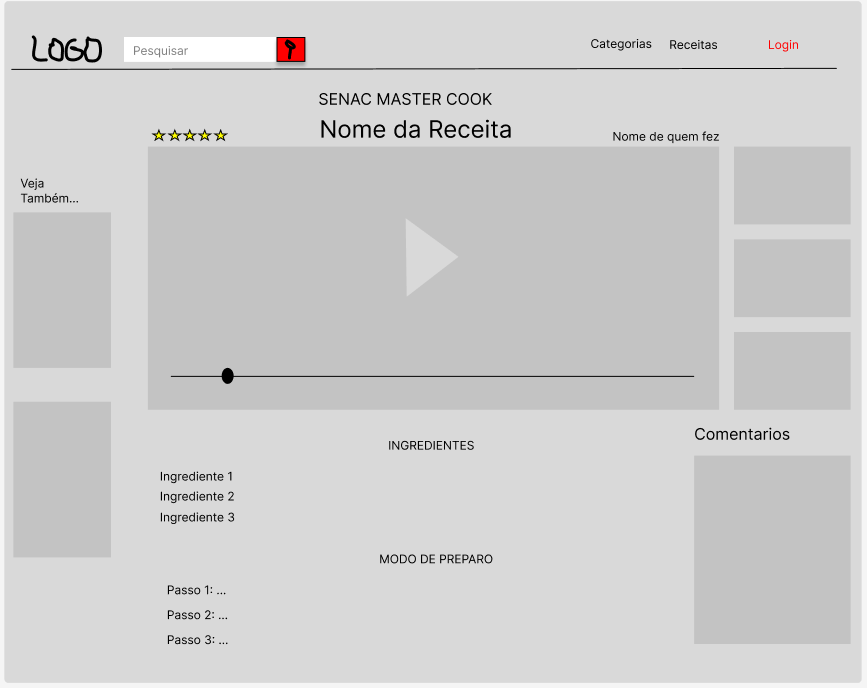 LOGO
Pesquisar
Categorias
Receitas
Login
SENAC MASTER COOK
Nome da Receita
Nome de quem fez
Veja
Também...
INGREDIENTES
Ingrediente 1
Ingrediente 2
Ingrediente 3
Comentarios
MODO DE PREPARO
Passo 1: ...
Passo 2: ...
Passo 3: ...